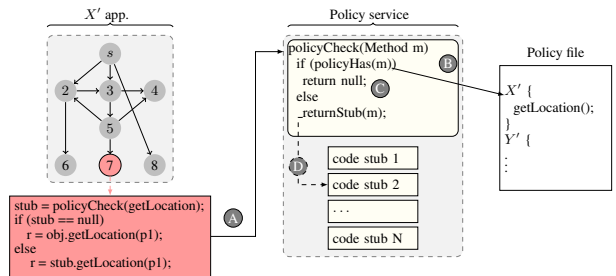 X′ app.
s
2
3
4
5
6
7
8
stub = policyCheck(getLocation);
if (stub == null)
r = obj.getLocation(p1);
else
r = stub.getLocation(p1);
A
Policy service
policyCheck(Method m)
if (policyHas(m))
return null;
else
returnStub(m);
B
C
D
code stub 1
code stub 2
...
code stub N
Policy file
X′ {
getLocation();
}
Y′ {
⋮